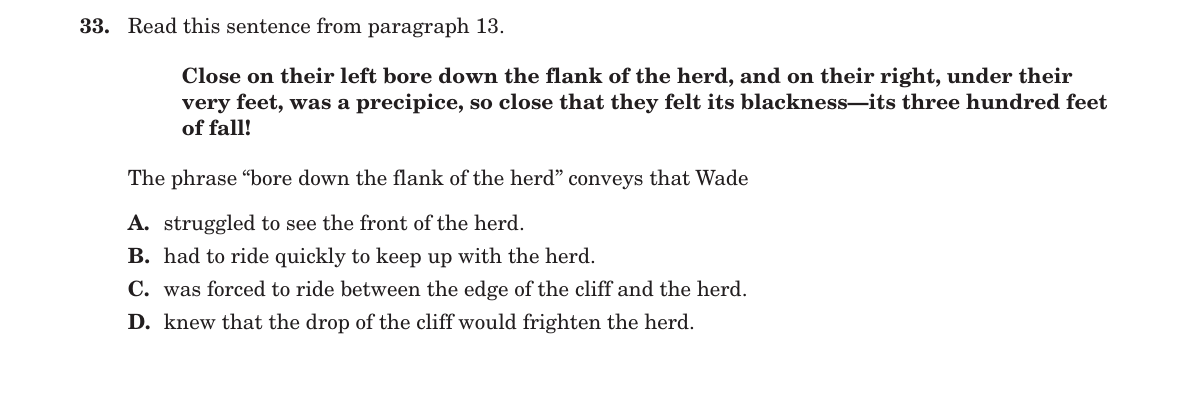 33. Read this sentence from paragraph 13.
Close on their left bore down the flank of the herd, and on their right, under their
very feet, was a precipice, so close that they felt its blackness—its three hundred feet
of fall!
The phrase “bore down the flank of the herd” conveys that Wade
A. struggled to see the front of the herd.
B. had to ride quickly to keep up with the herd.
C. was forced to ride between the edge of the cliff and the herd.
D. knew that the drop of the cliff would frighten the herd.